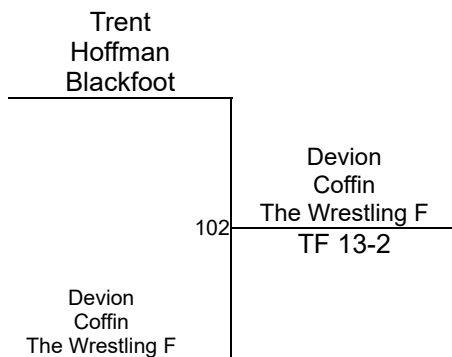 Trent
Hoffman
Blackfoot
Devion
Coffin
The Wrestling F
102
TF 13-2
Devion
Coffin
The Wrestling F